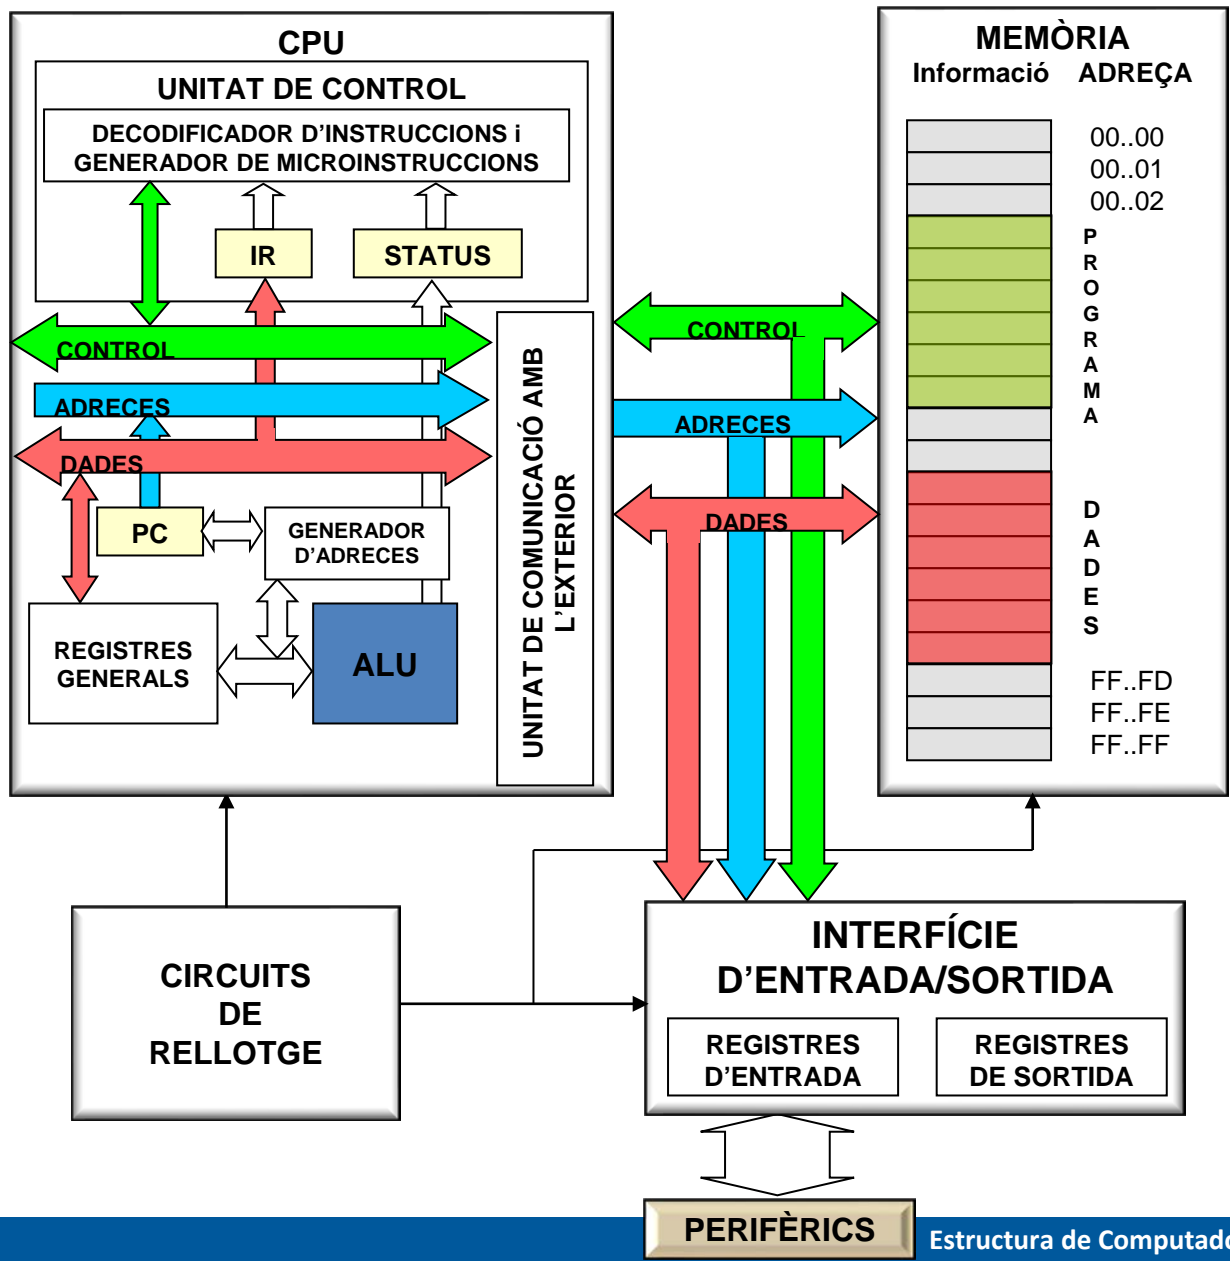 CPU
UNITAT DE CONTROL
DECODIFICADOR D'INSTRUCCIONS i
GENERADOR DE MICROINSTRUCCIONS
IR
STATUS
CONTROL
ADRECES
DADES
PC
GENERADOR
D'ADRECES
REGISTRES
GENERALS
ALU
UNITAT DE COMUNICACIÓ AMB
L'EXTERIOR
CONTROL
ADRECES
DADES
MEMÒRIA
Informació ADREÇA
00..00
00..01
00..02
PROGRAMA
DADES
FF..FD
FF..FE
FF..FF
CIRCUITS
DE
RELLOTGE
INTERFÍCIE
D'ENTRADA/SORTIDA
REGISTRES
D'ENTRADA
REGISTRES
DE SORTIDA
PERIFÈRICS
Estructura de Computado